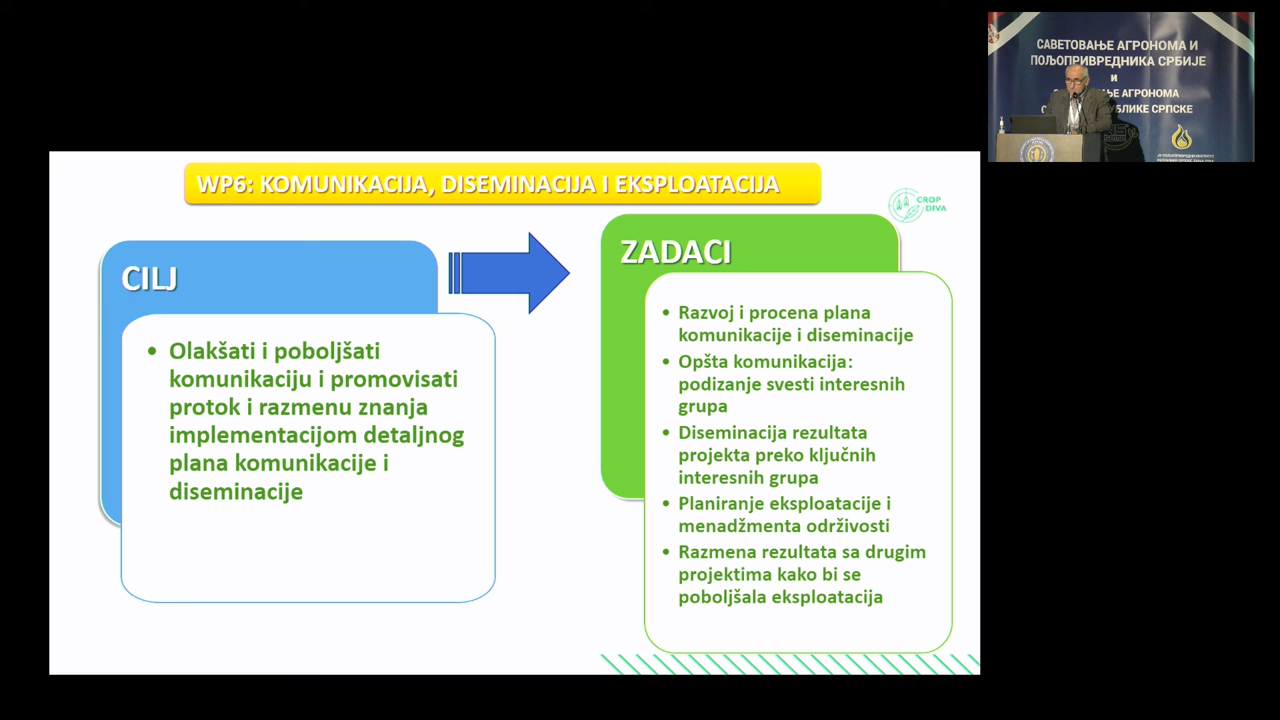 WP6: KOMUNIKACIJA, DISEMINACIJA I EKSPLOATACIJA
CROP
DIVA
CILJ
• Olakšati i poboljšati
komunikaciju i promovisati
protok i razmenu znanja
implementacijom detaljnog
plana komunikacije i
diseminacije
ZADACI
• Razvoj i procena plana
komunikacije i diseminacije
• Opšta komunikacija:
podizanje svesti interesnih
grupa
• Diseminacija rezultata
projekta preko ključnih
interesnih grupa
• Planiranje eksploatacije i
menadžmenta održivosti
• Razmena rezultata sa drugim
projektima kako bi se
poboljšala eksploatacija
САВЕТОВАЊЕ АГРОНОМА И
ПОЉОПРИВРЕДНИКА СРБИЈЕ
И
АГРОНОМА
СРПСКЕ